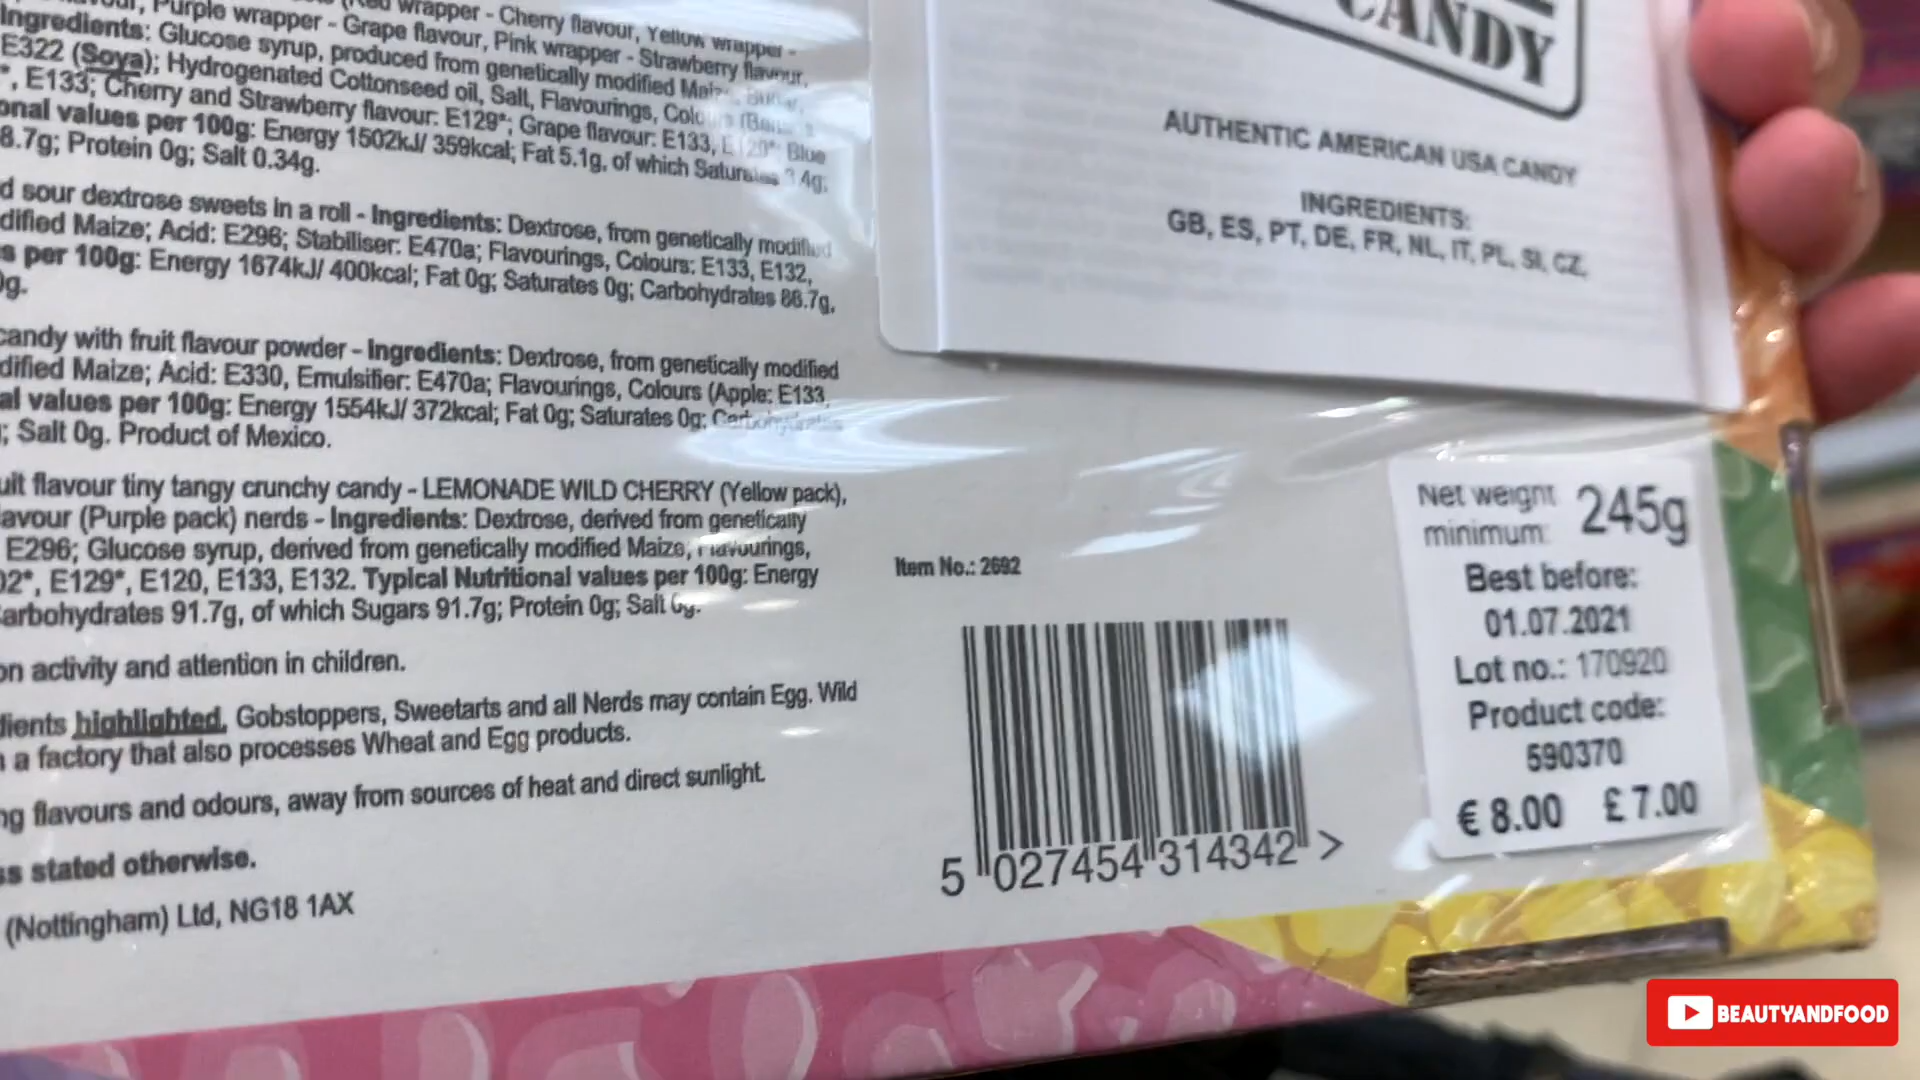 Purple wrapper - Grape flavour, Pink wrapper - Strawberry flavour,
wrapper - Cherry flavour, Yellow wrapper -
Ingredients: Glucose syrup, produced from genetically modified
E322 (Soya); Hydrogenated Cottonseed oil, Salt, Flavourings,
*, E133; Cherry and Strawberry flavour: E129*; Grape flavour: E133, Blue
onal values per 100g: Energy 1502kJ/ 359kcal; Fat 5.1g, of which Saturates
8.7g; Protein 0g; Salt 0.34g.
d sour dextrose sweets in a roll - Ingredients: Dextrose, from genetically modified
dified Maize; Acid: E296; Stabiliser: E470a; Flavourings, Colours: E133, E132,
s per 100g: Energy 1674kJ/ 400kcal; Fat 0g; Saturates 0g; Carbohydrates
0g.
candy with fruit flavour powder - Ingredients: Dextrose, from genetically modified
dified Maize; Acid: E330, Emulsifier: E470a; Flavourings, Colours (Apple: E133,
al values per 100g: Energy 1554kJ/ 372kcal; Fat 0g; Saturates 0g; Carbohydrates
; Salt 0g. Product of Mexico.
uit flavour tiny tangy crunchy candy - LEMONADE WILD CHERRY (Yellow pack),
avour (Purple pack) nerds - Ingredients: Dextrose, derived from genetically
E296; Glucose syrup, derived from genetically modified Maize, Flavourings,
02*, E129*, E120, E133, E132. Typical Nutritional values per 100g: Energy
arbohydrates 91.7g, of which Sugars 91.7g; Protein 0g; Salt 0g.
on activity and attention in children.
dients highlighted. Gobstoppers, Sweetarts and all Nerds may contain Egg. Wild
a factory that also processes Wheat and Egg products.
ng flavours and odours, away from sources of heat and direct sunlight.
ss stated otherwise.
(Nottingham) Ltd, NG18 1AX
CANDY
AUTHENTIC AMERICAN USA CANDY
INGREDIENTS:
GB, ES, PT, DE, FR, NL, IT, PL, SI, CZ,
Item No.: 2692
5 027454 314342 >
Net weight
minimum: 245g
Best before:
01.07.2021
Lot no.: 170920
Product code:
590370
€ 8.00 £ 7.00
BEAUTYANDFOOD